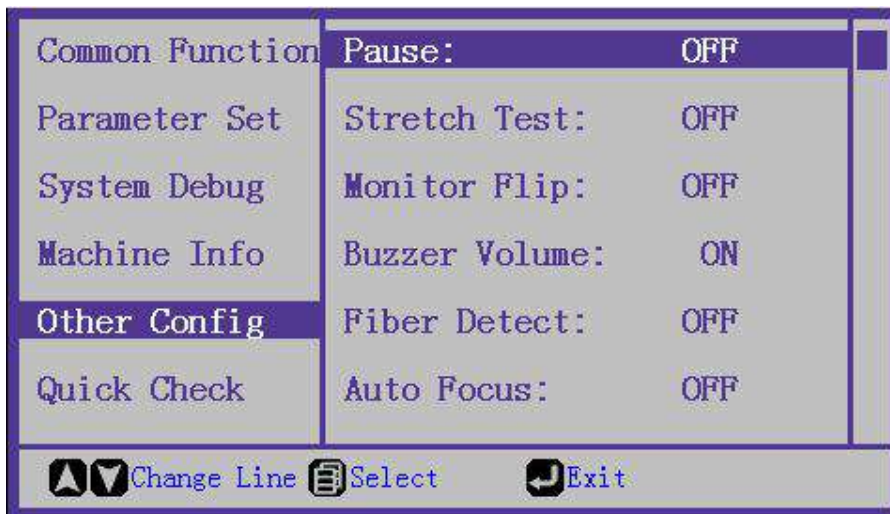 Common Function
Parameter Set
System Debug
Machine Info
Other Config
Quick Check
Pause: OFF
Stretch Test: OFF
Monitor Flip: OFF
Buzzer Volume: ON
Fiber Detect: OFF
Auto Focus: OFF
Change Line Select Exit